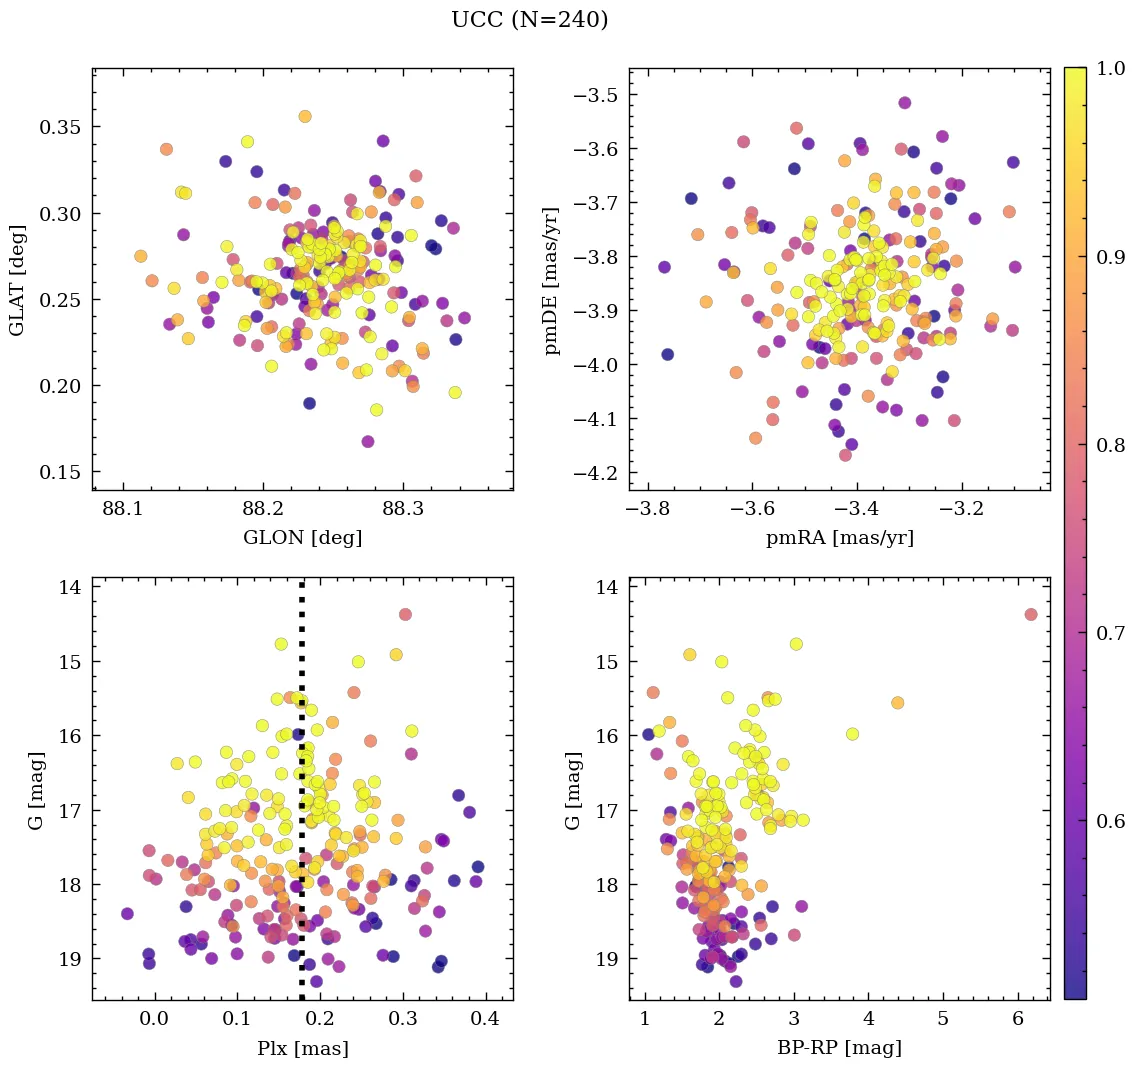 UCC (N=240)
0.35
0.30
0.25
0.20
0.15
GLAT [deg]
88.1 88.2 88.3
GLON [deg]
−3.5
−3.6
−3.7
−3.8
−3.9
−4.0
−4.1
−4.2
pmDE [mas/yr]
−3.8 −3.6 −3.4 −3.2
pmRA [mas/yr]
1.0
0.9
0.8
0.7
0.6
14
15
16
17
18
19
G [mag]
0.0 0.1 0.2 0.3 0.4
Plx [mas]
14
15
16
17
18
19
G [mag]
1 2 3 4 5 6
BP-RP [mag]